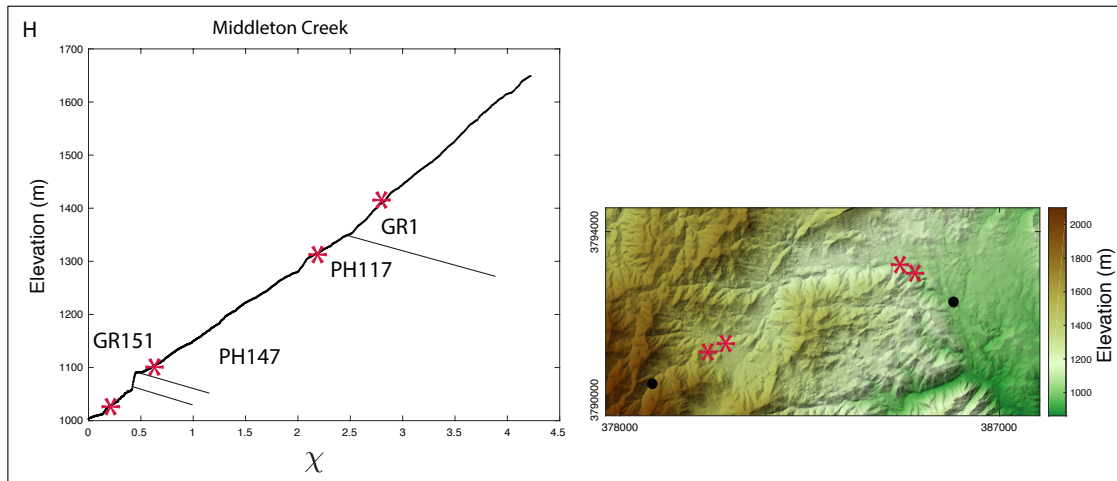 H
Middleton Creek
1700
1600
1500
1400
1300
1200
1100
1000
Elevation (m)
GR1
PH117
GR151
PH147
0 0.5 1 1.5 2 2.5 3 3.5 4 4.5
χ
3794000
3790000
378000 387000
2000
1800
1600
1400
1200
1000
Elevation (m)